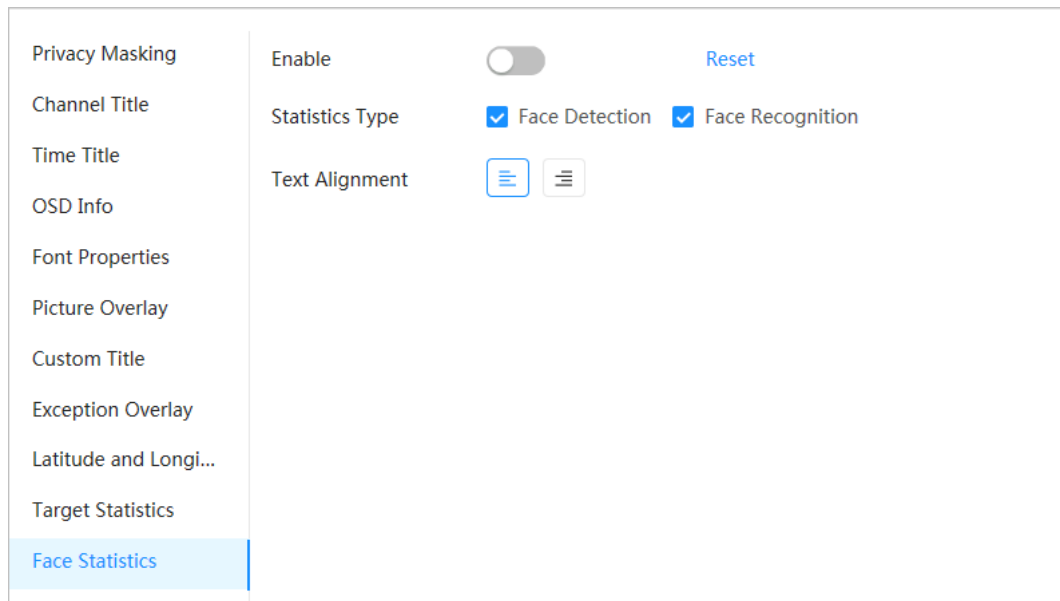 Privacy Masking
Channel Title
Time Title
OSD Info
Font Properties
Picture Overlay
Custom Title
Exception Overlay
Latitude and Longi...
Target Statistics
Face Statistics
Enable Reset
Statistics Type Face Detection Face Recognition
Text Alignment